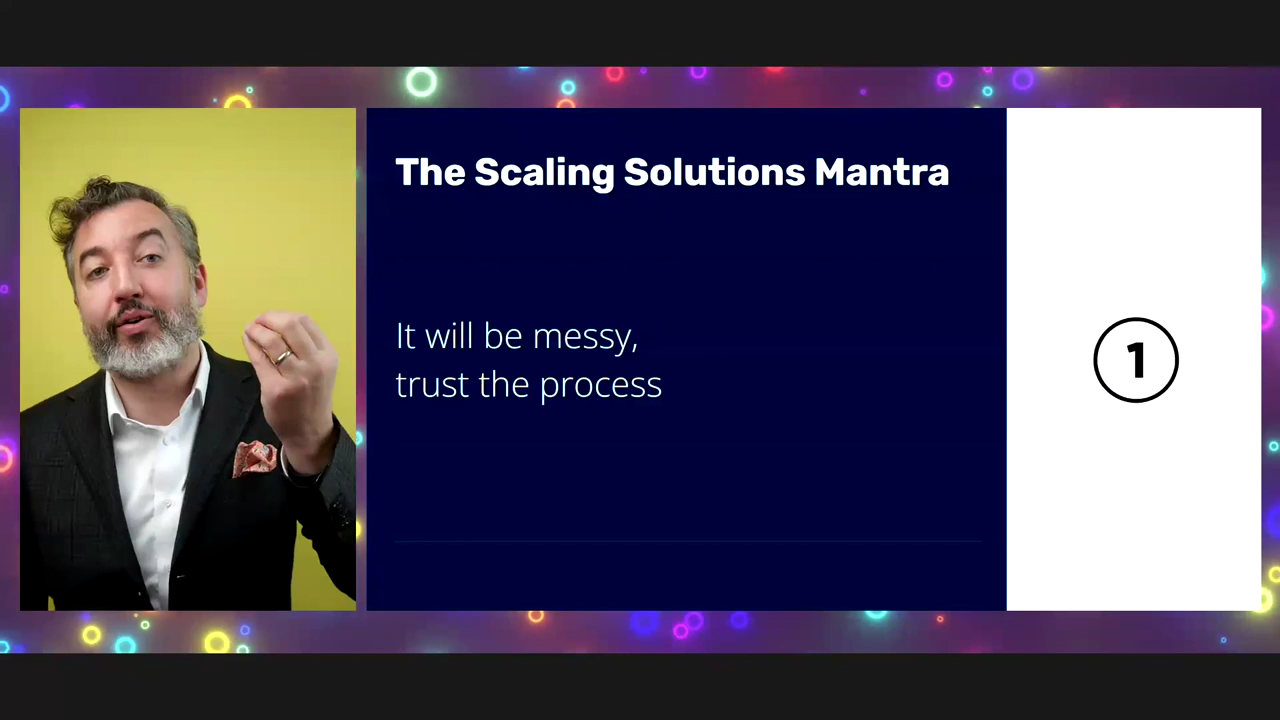 The Scaling Solutions Mantra
It will be messy,
trust the process
1